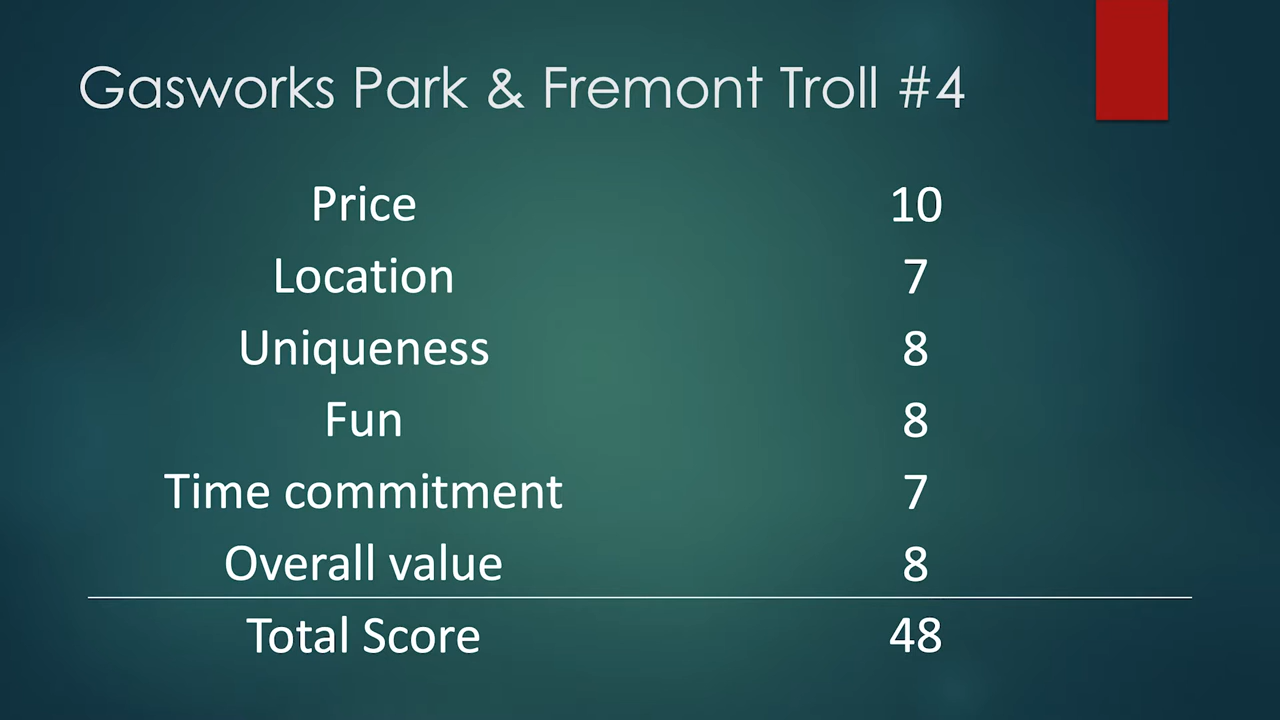 Gasworks Park & Fremont Troll #4
Price 10
Location 7
Uniqueness 8
Fun 8
Time commitment 7
Overall value 8
Total Score 48